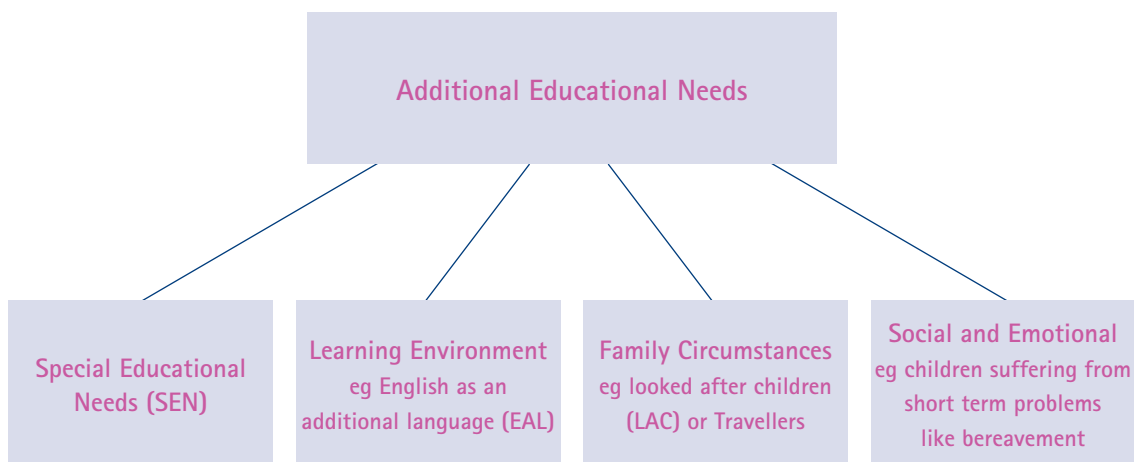 Additional Educational Needs
Special Educational
Needs (SEN)
Learning Environment
eg English as an
additional language (EAL)
Family Circumstances
eg looked after children
(LAC) or Travellers
Social and Emotional
eg children suffering from
short term problems
like bereavement